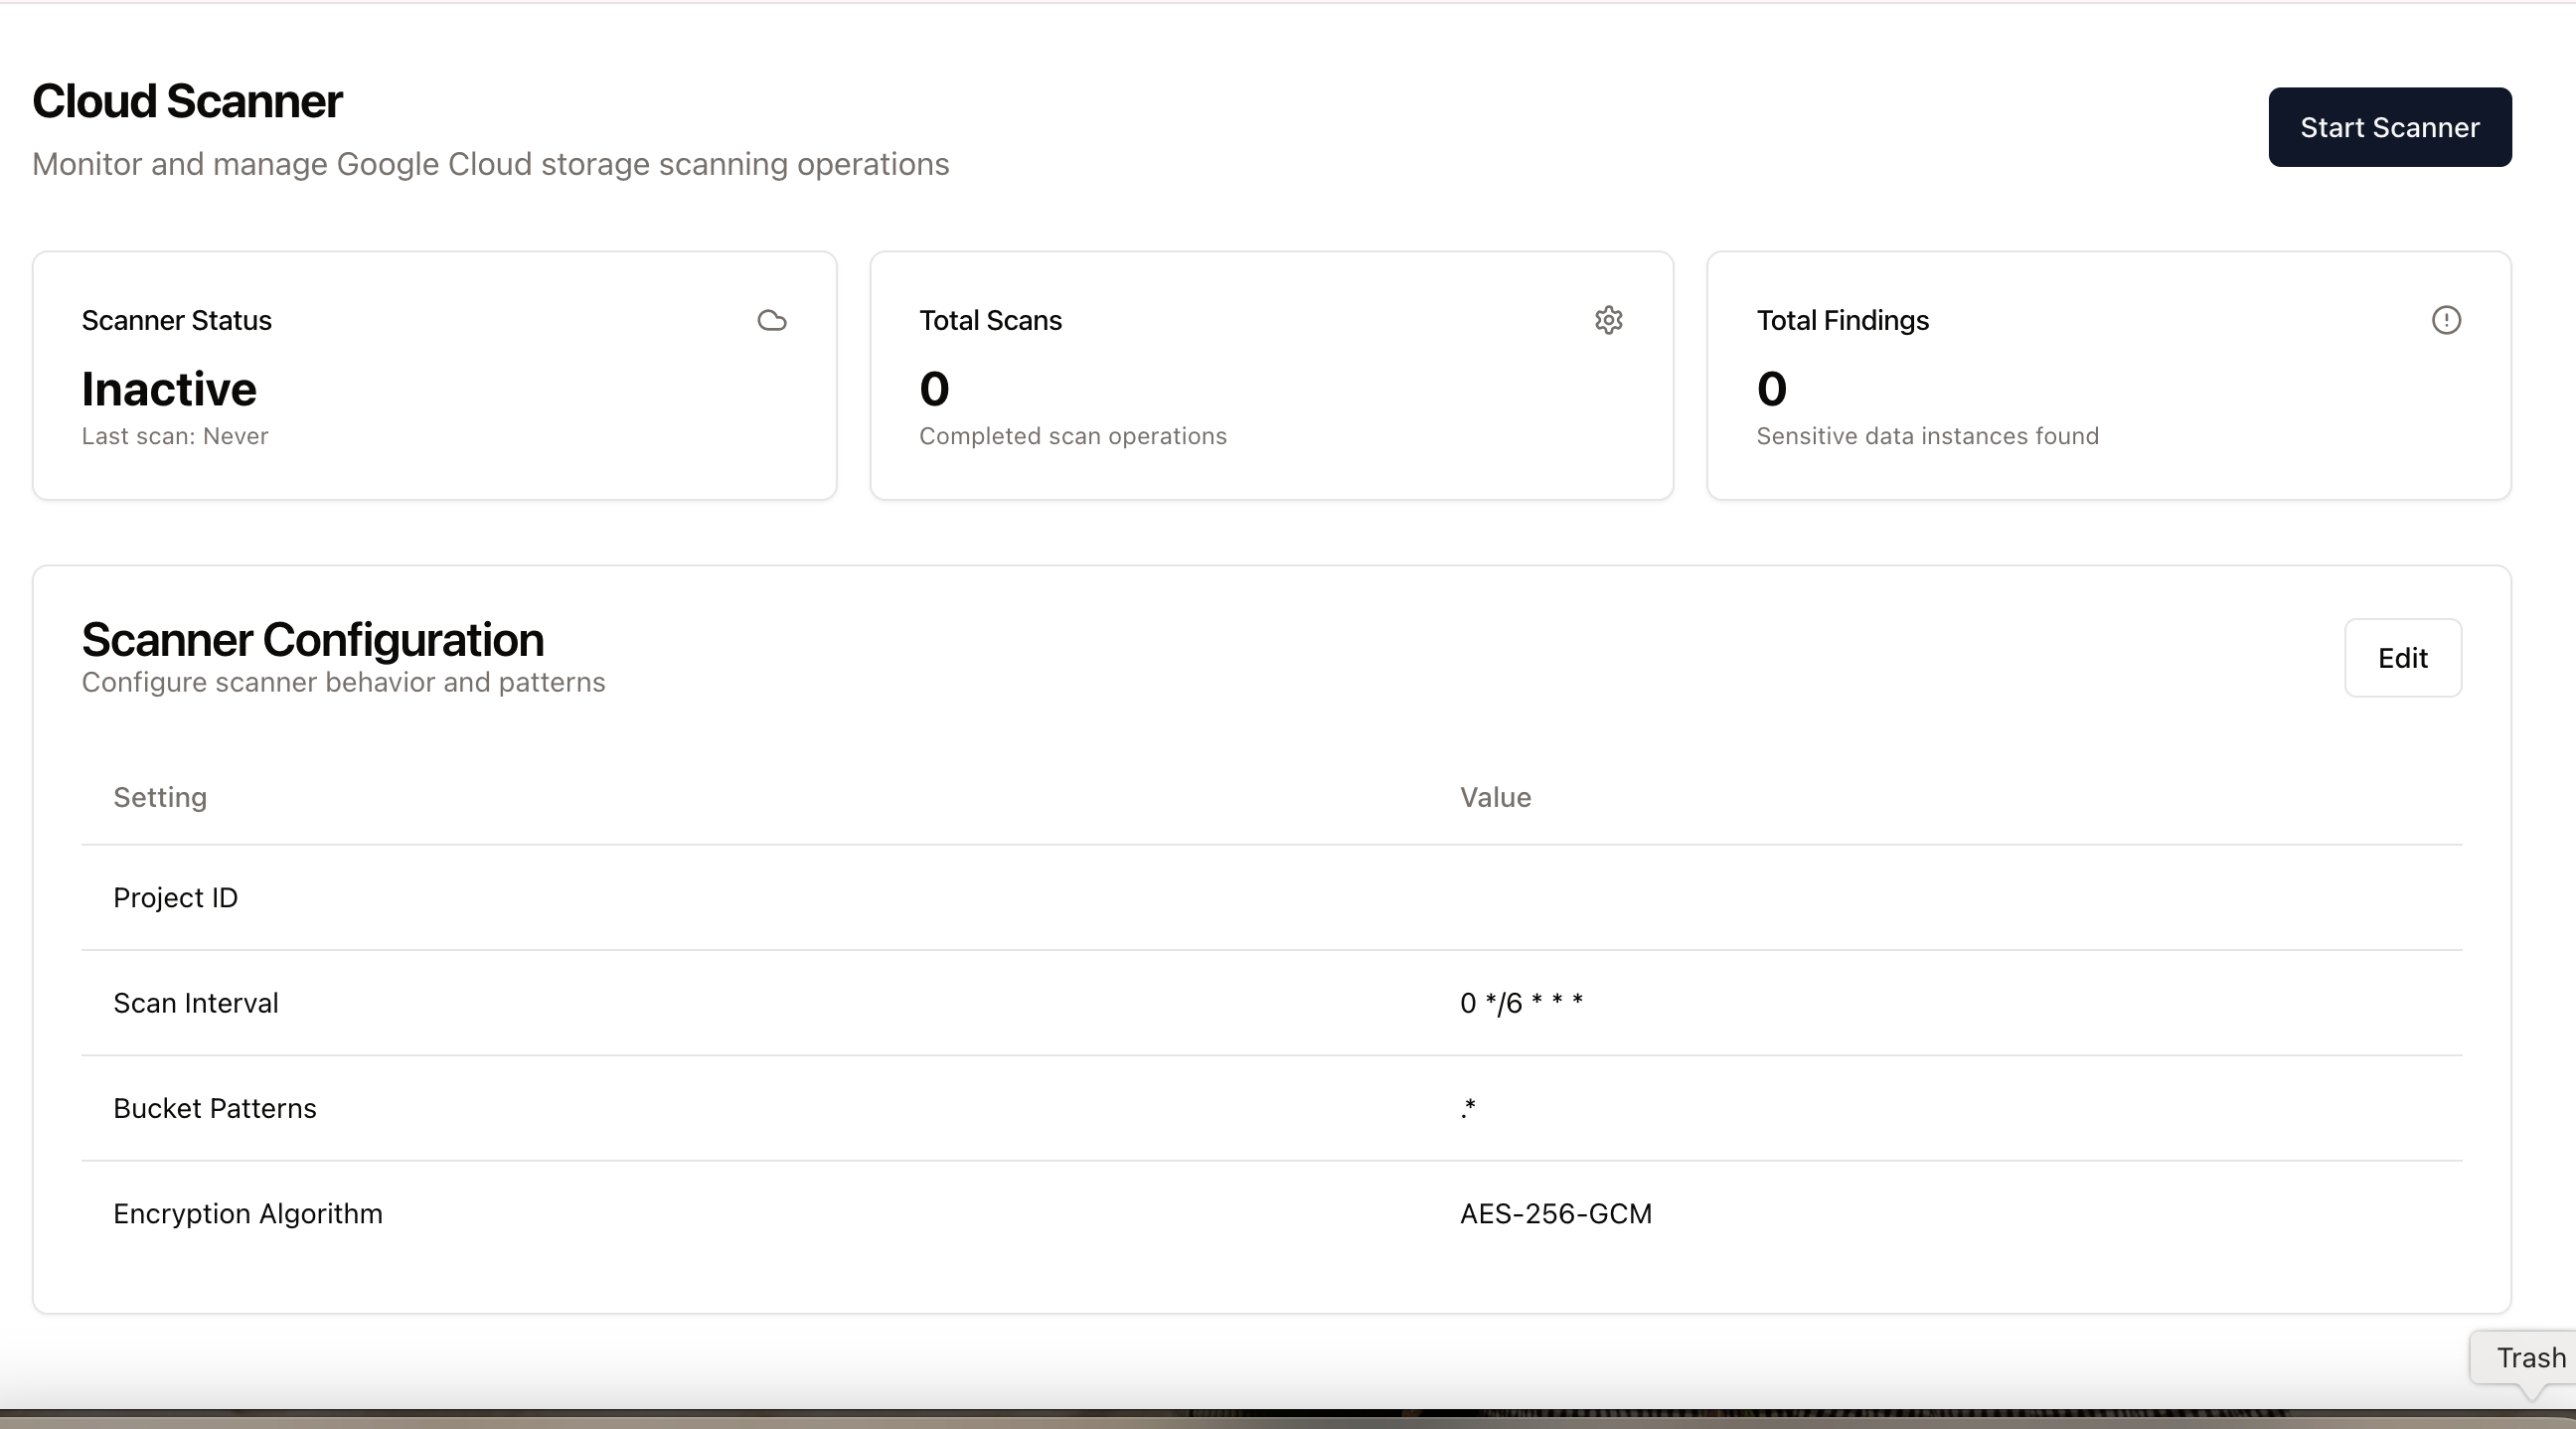 Cloud Scanner
Monitor and manage Google Cloud storage scanning operations
Start Scanner
Scanner Status
Inactive
Last scan: Never
Total Scans
0
Completed scan operations
Total Findings
0
Sensitive data instances found
Scanner Configuration
Configure scanner behavior and patterns
Edit
Setting Value
Project ID
Scan Interval 0 */6 * * *
Bucket Patterns .*
Encryption Algorithm AES-256-GCM
Trash